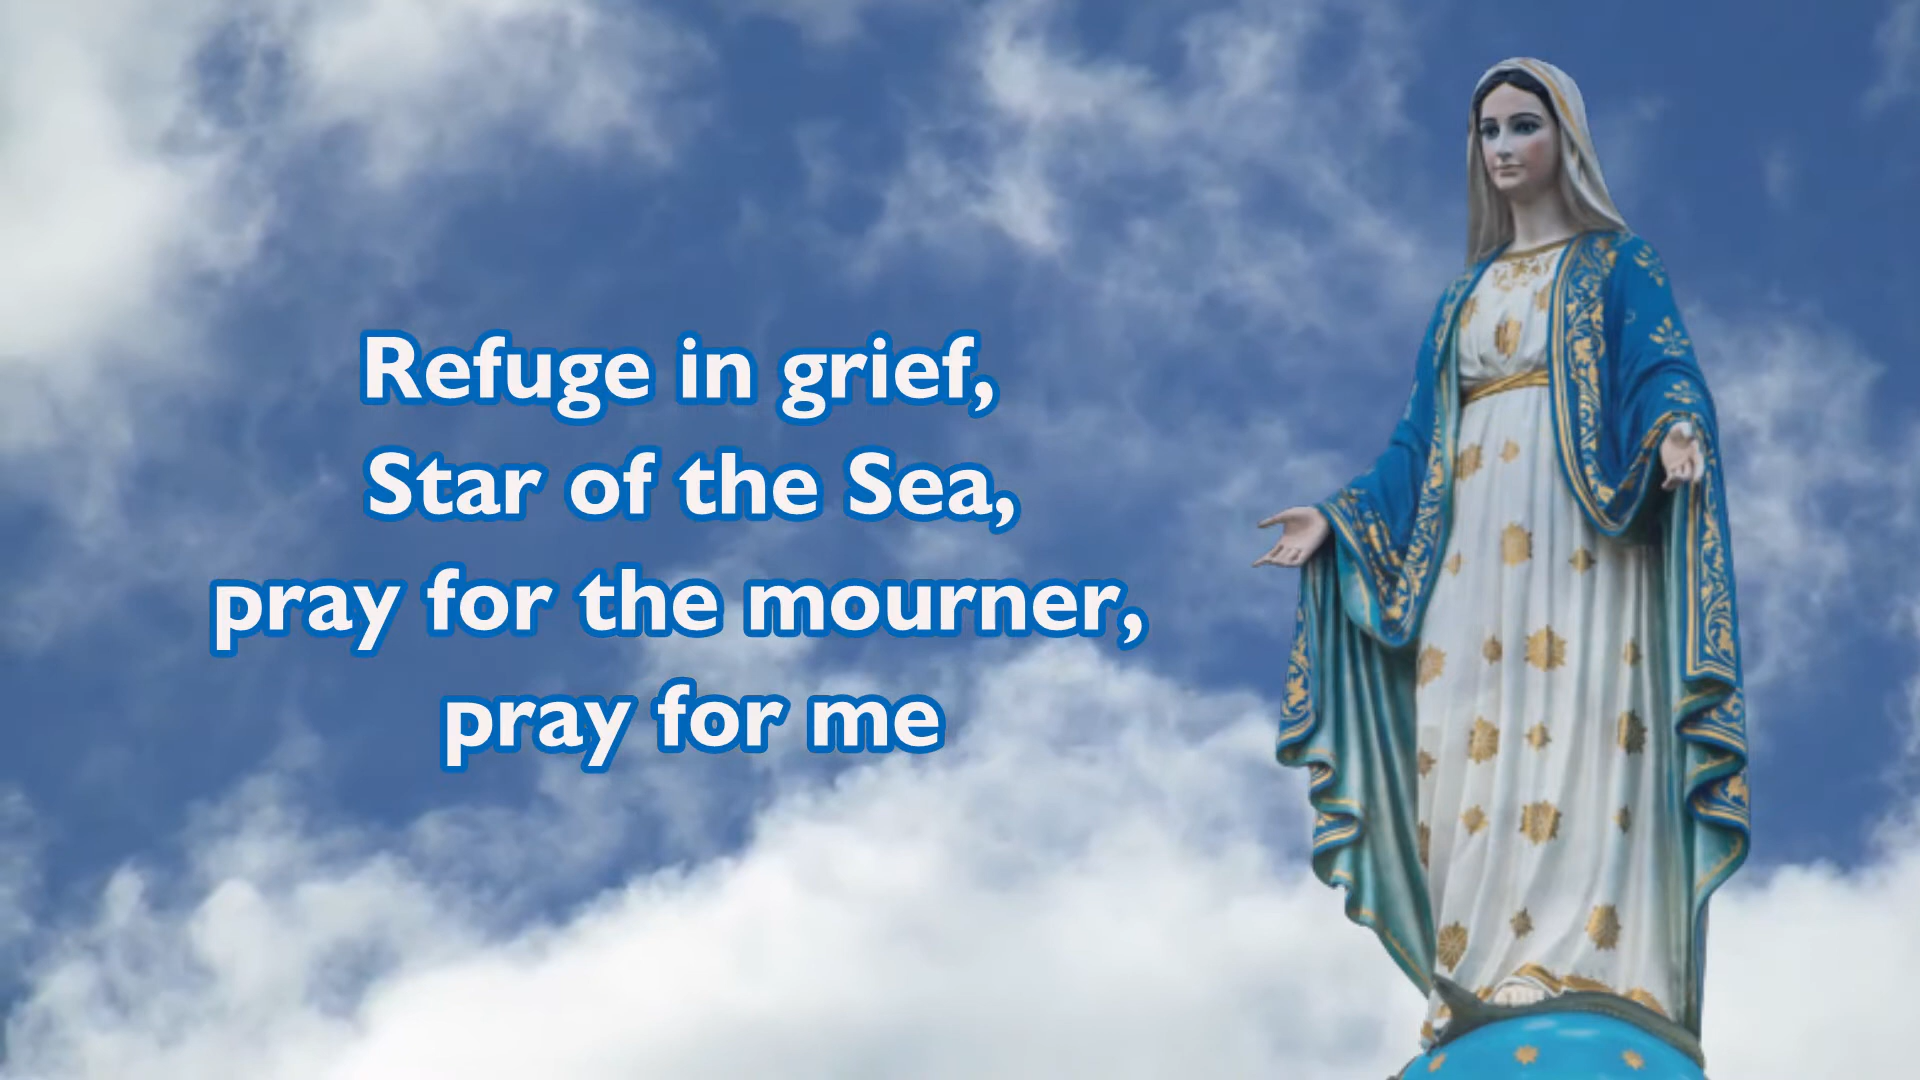 Refuge in grief,
Star of the Sea,
pray for the mourner,
pray for me